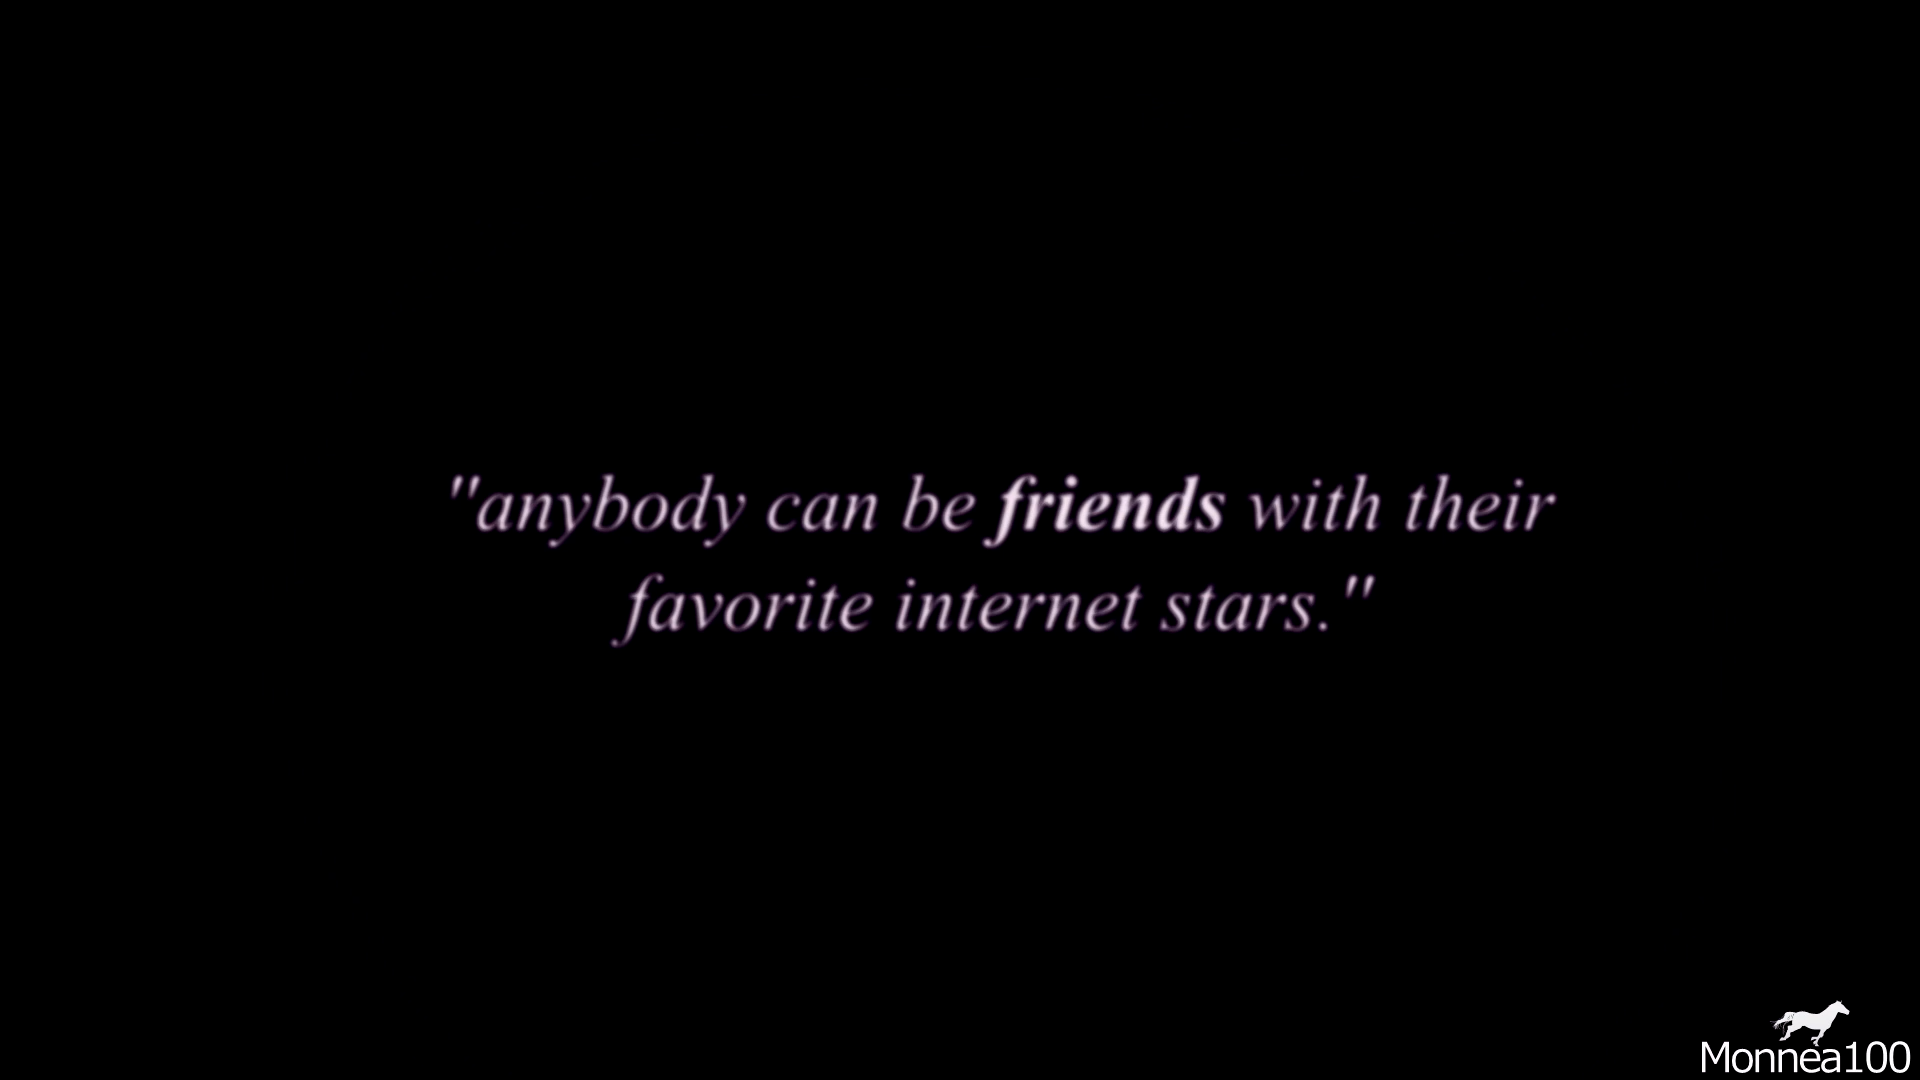 "anybody can be friends with their
favorite internet stars."
Monnea100